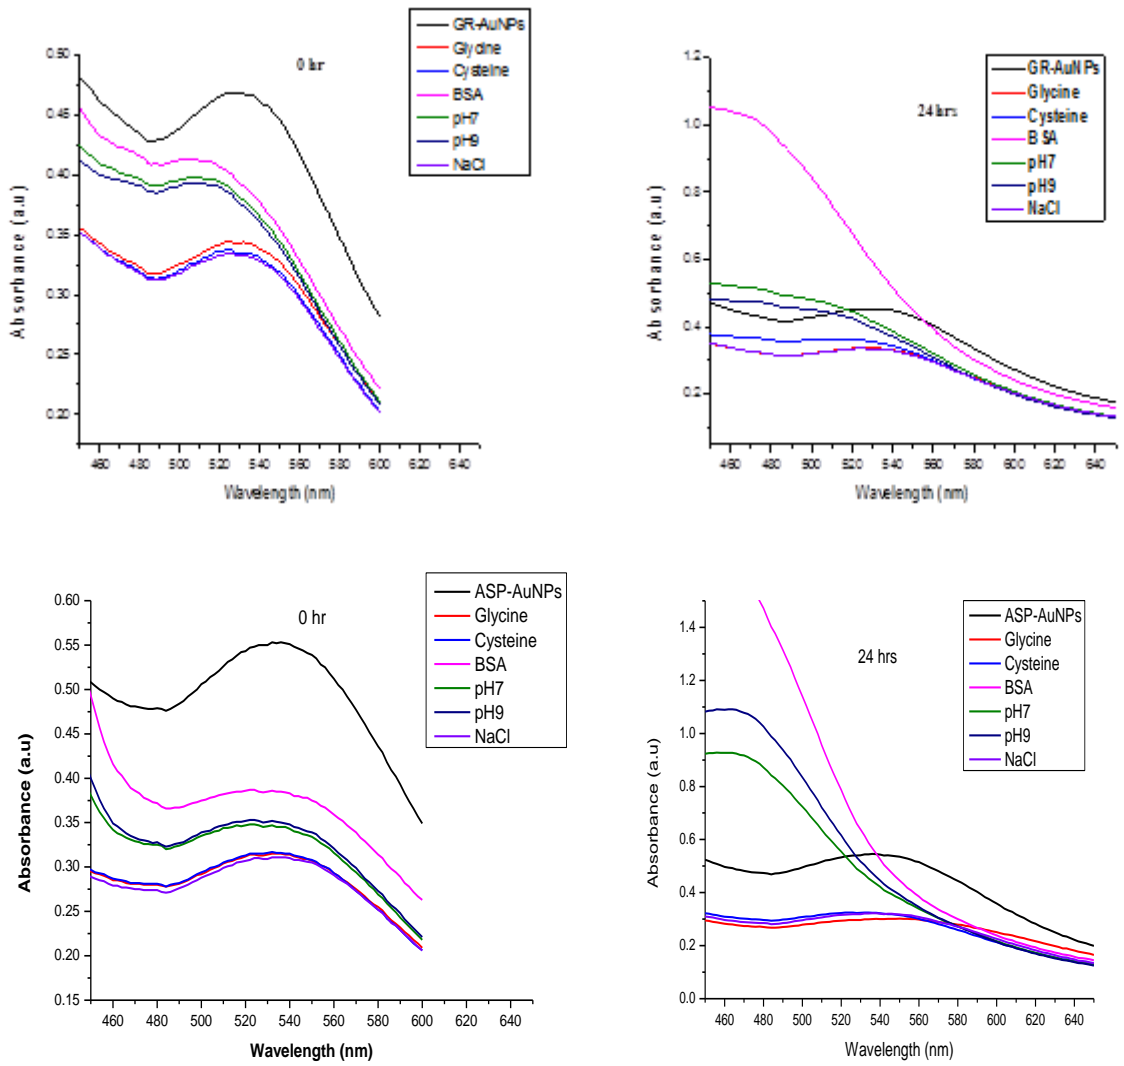 GR-AuNPs
Glycine
Cysteine
BSA
pH7
pH9
NaCl
0 hr
0.50
0.45
0.40
0.35
0.30
0.25
0.20
Absorbance (a.u)
460 480 500 520 540 560 580 600 620 640
Wavelength (nm)
GR-AuNPs
Glycine
Cysteine
BSA
pH7
pH9
NaCl
24 hrs
1.2
1.0
0.8
0.6
0.4
0.2
Absorbance (a.u)
460 480 500 520 540 560 580 600 620 640
Wavelength (nm)
ASP-AuNPs
Glycine
Cysteine
BSA
pH7
pH9
NaCl
0 hr
0.60
0.55
0.50
0.45
0.40
0.35
0.30
0.25
0.20
0.15
Absorbance (a.u)
460 480 500 520 540 560 580 600 620 640
Wavelength (nm)
ASP-AuNPs
Glycine
Cysteine
BSA
pH7
pH9
NaCl
24 hrs
1.4
1.2
1.0
0.8
0.6
0.4
0.2
0.0
Absorbance (a.u)
460 480 500 520 540 560 580 600 620 640
Wavelength (nm)